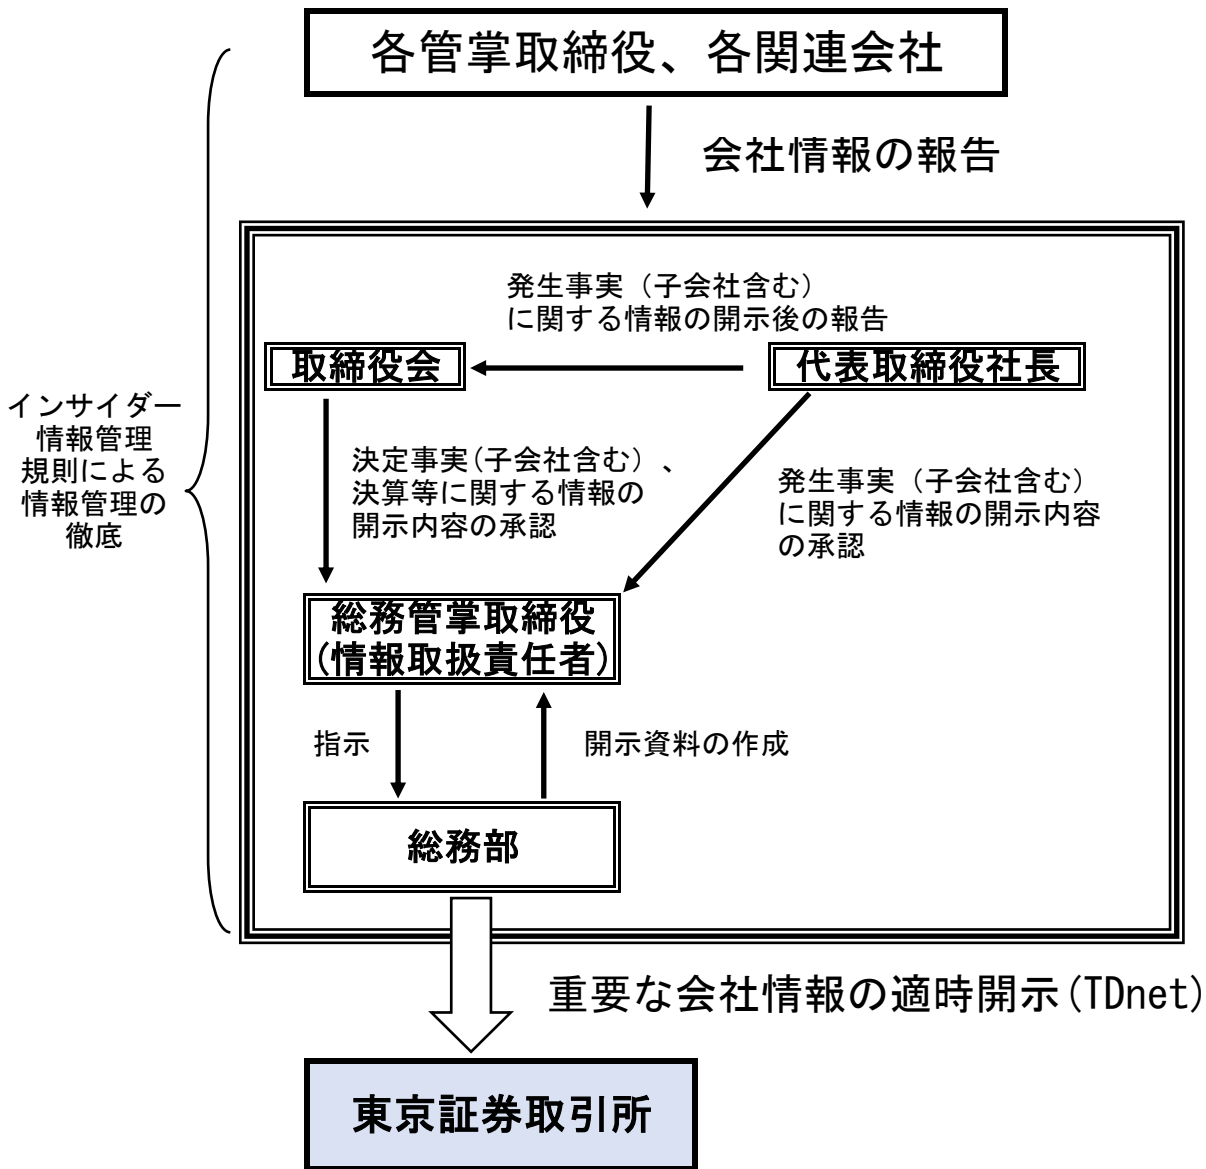 各管掌取締役、各関連会社
会社情報の報告
発生事実（子会社含む）
に関する情報の開示後の報告
取締役会
代表取締役社長
インサイダー
情報管理
規則による
情報管理の
徹底
決定事実(子会社含む）、
決算等に関する情報の
開示内容の承認
発生事実（子会社含む）
に関する情報の開示内容
の承認
総務管掌取締役
(情報取扱責任者)
指示
開示資料の作成
総務部
重要な会社情報の適時開示(TDnet)
東京証券取引所